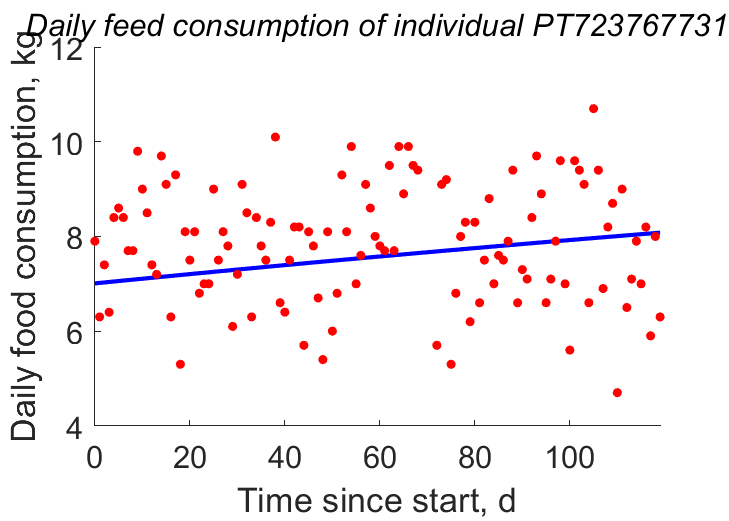 Daily feed consumption of individual PT723767731
Daily food consumption, kg
12
10
8
6
4
0 20 40 60 80 100
Time since start, d